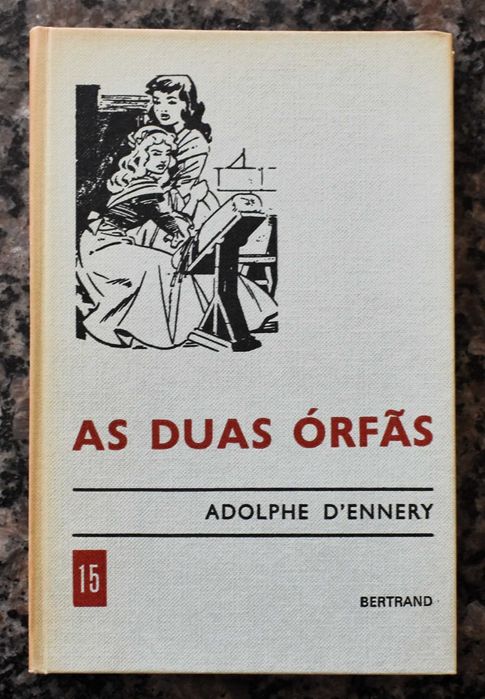 AS DUAS ÓRFÃS
ADOLPHE D'ENNERY
15
BERTRAND